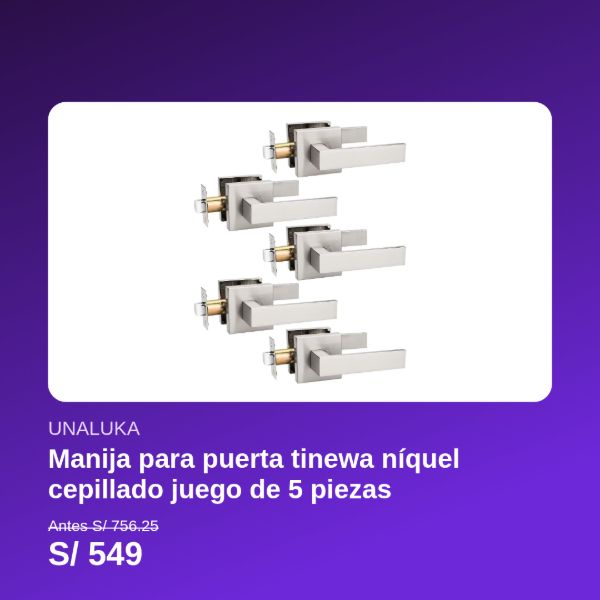 UNALUKA
Manija para puerta tinewa níquel
cepillado juego de 5 piezas
Antes S/ 756.25
S/ 549